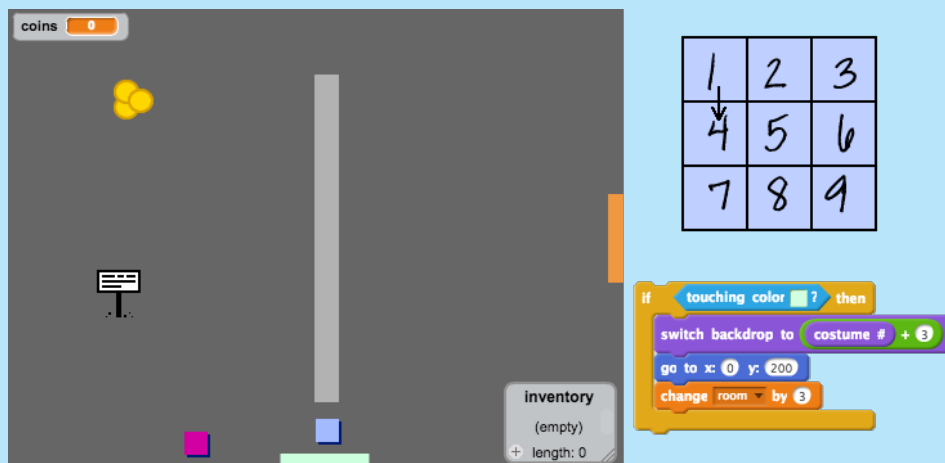 coins 0
inventory
(empty)
+ length: 0
1 2 3
4 5 6
7 8 9
if touching color ? then
switch backdrop to costume # + 3
go to x: 0 y: 200
change room by 3